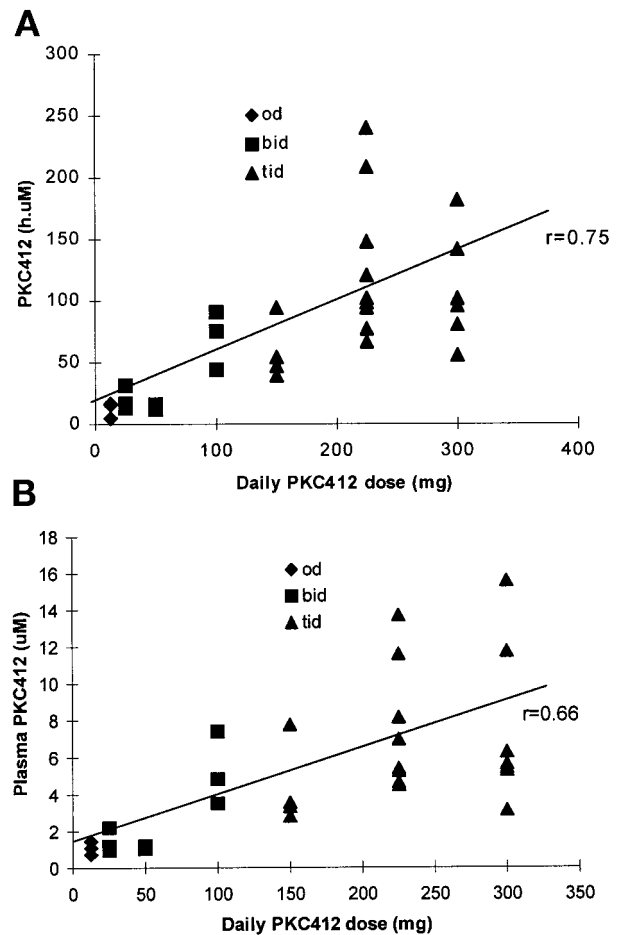 A
300
250
200
150
100
50
0
PKC412 (h.uM)
od
bid
tid
r=0.75
0 100 200 300 400
Daily PKC412 dose (mg)
B
18
16
14
12
10
8
6
4
2
0
Plasma PKC412 (uM)
od
bid
tid
r=0.66
0 50 100 150 200 250 300 350
Daily PKC412 dose (mg)